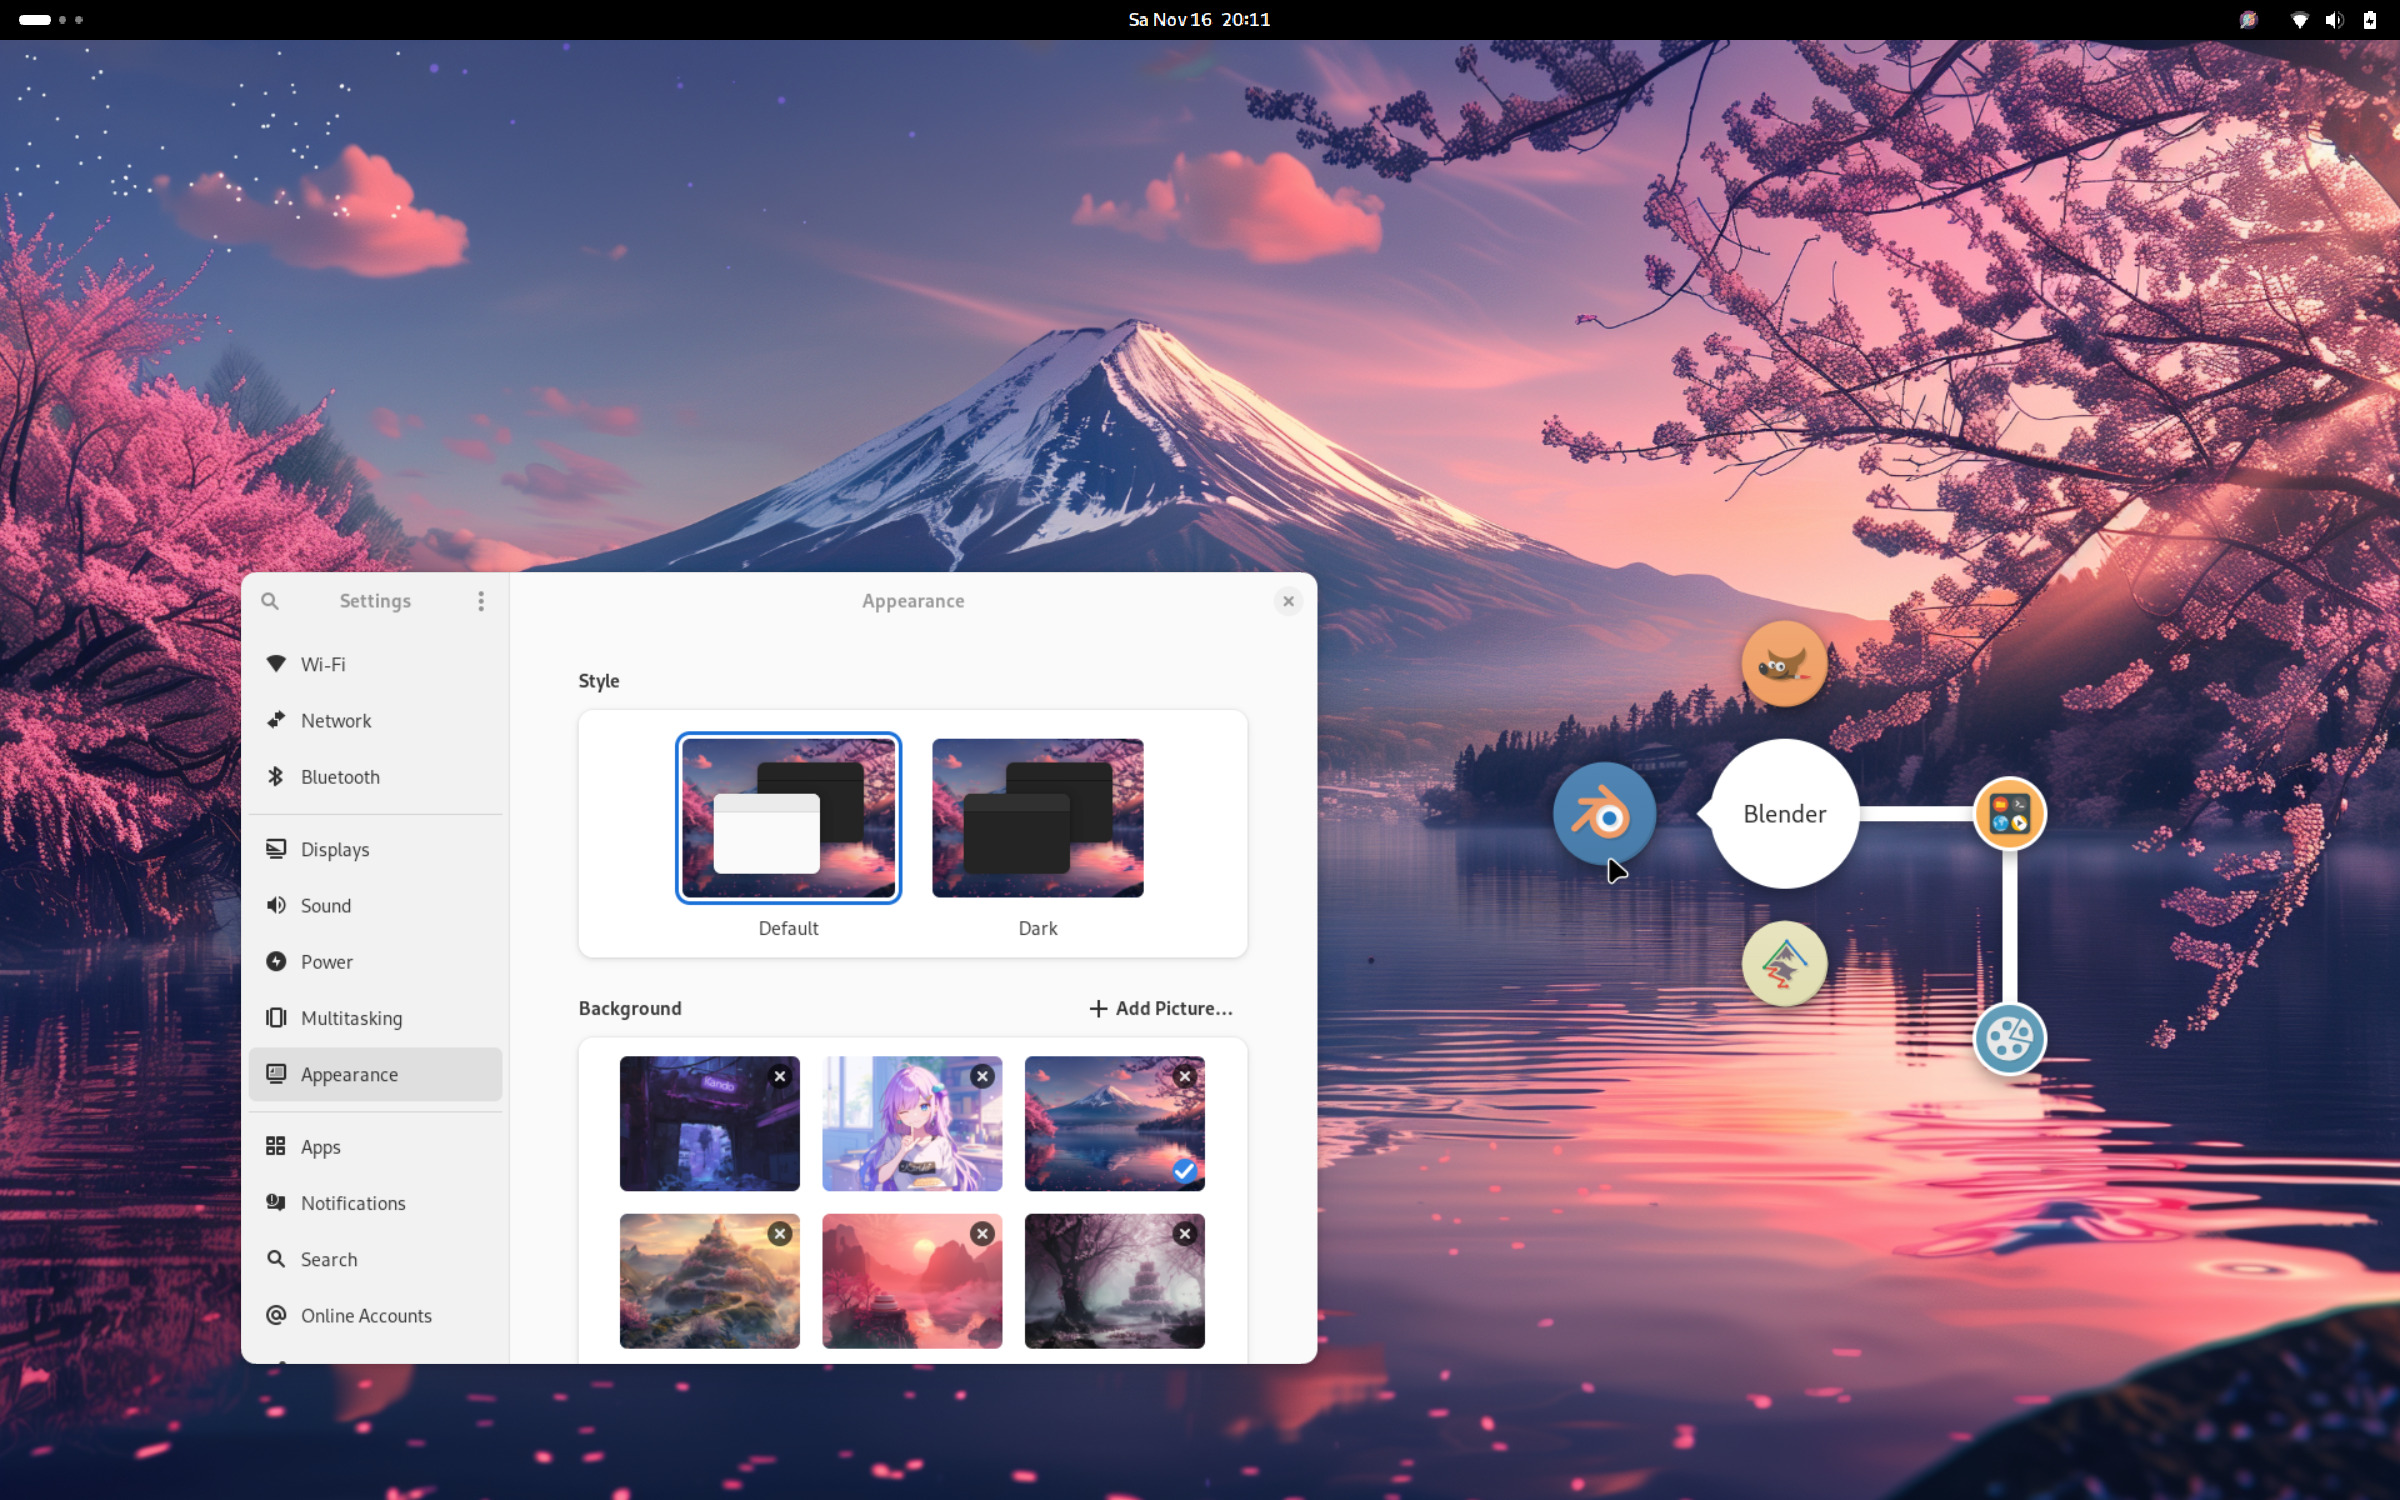 Sa Nov 16 20:11
Settings
Appearance
Wi-Fi
Network
Bluetooth
Displays
Sound
Power
Multitasking
Appearance
Apps
Notifications
Search
Online Accounts
Style
Default
Dark
Background
Add Picture...
Kando
Blender